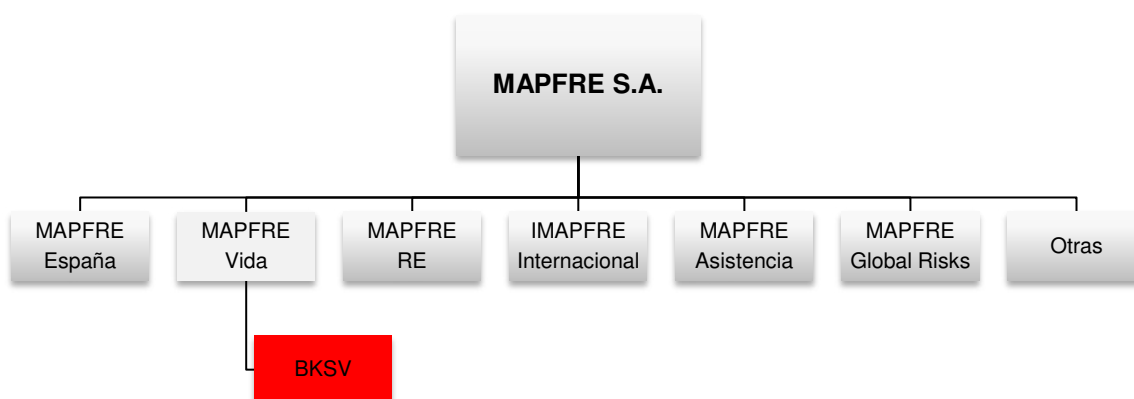 MAPFRE S.A.
MAPFRE
España
MAPFRE
Vida
MAPFRE
RE
IMAPFRE
Internacional
MAPFRE
Asistencia
MAPFRE
Global Risks
Otras
BKSV